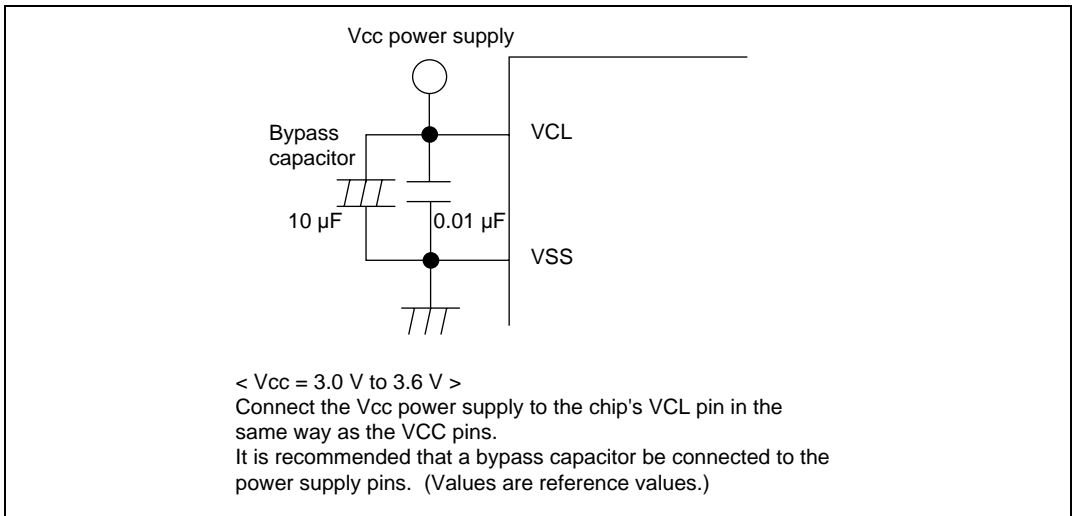 Vcc power supply
Bypass
capacitor
VCL
10 µF
0.01 µF
VSS
< Vcc = 3.0 V to 3.6 V >
Connect the Vcc power supply to the chip's VCL pin in the
same way as the VCC pins.
It is recommended that a bypass capacitor be connected to the
power supply pins.  (Values are reference values.)